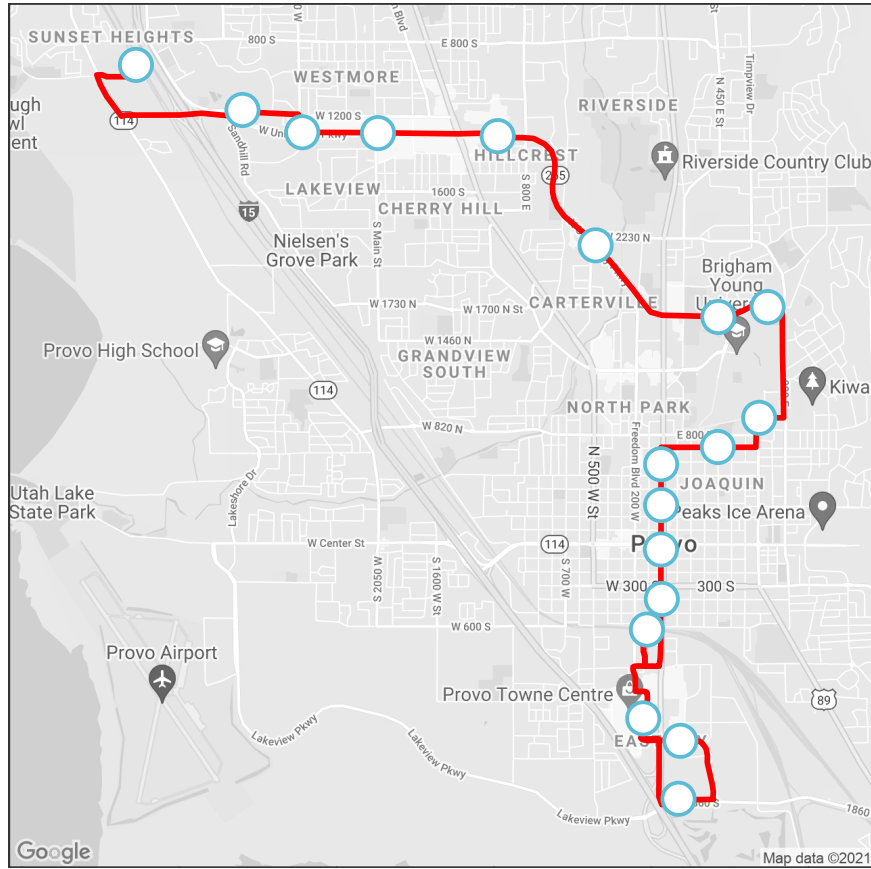 SUNSET HEIGHTS
800 S
E 800 S
Timpview Dr
N 450 E St
WESTMORE
RIVERSIDE
114
W 1200 S
Sandhill Rd
HILLCREST
Riverside Country Club
S 800 E
265
LAKEVIEW
1600 S
CHERRY HILL
15
S Main St
Nielsen's
Grove Park
2230 N
Brigham
Young
CARTERVILLE
W 1730 N
W 1700 N St
W 1460 N
Provo High School
GRANDVIEW
SOUTH
114
Kiwa
NORTH PARK
W 820 N
Freedom Blvd 200 W
E 800
N 500 W St
JOAQUIN
Utah Lake
State Park
Lakeshore Dr
Peaks Ice Arena
W Center St
114
S 2050 W
S 1600 W St
S 700 W
W 300 S
300 S
W 600 S
Provo Airport
Provo Towne Centre
89
Lakeview Pkwy
Lakeview Pkwy
Lakeview Pkwy
1860
Google
Map data ©2021